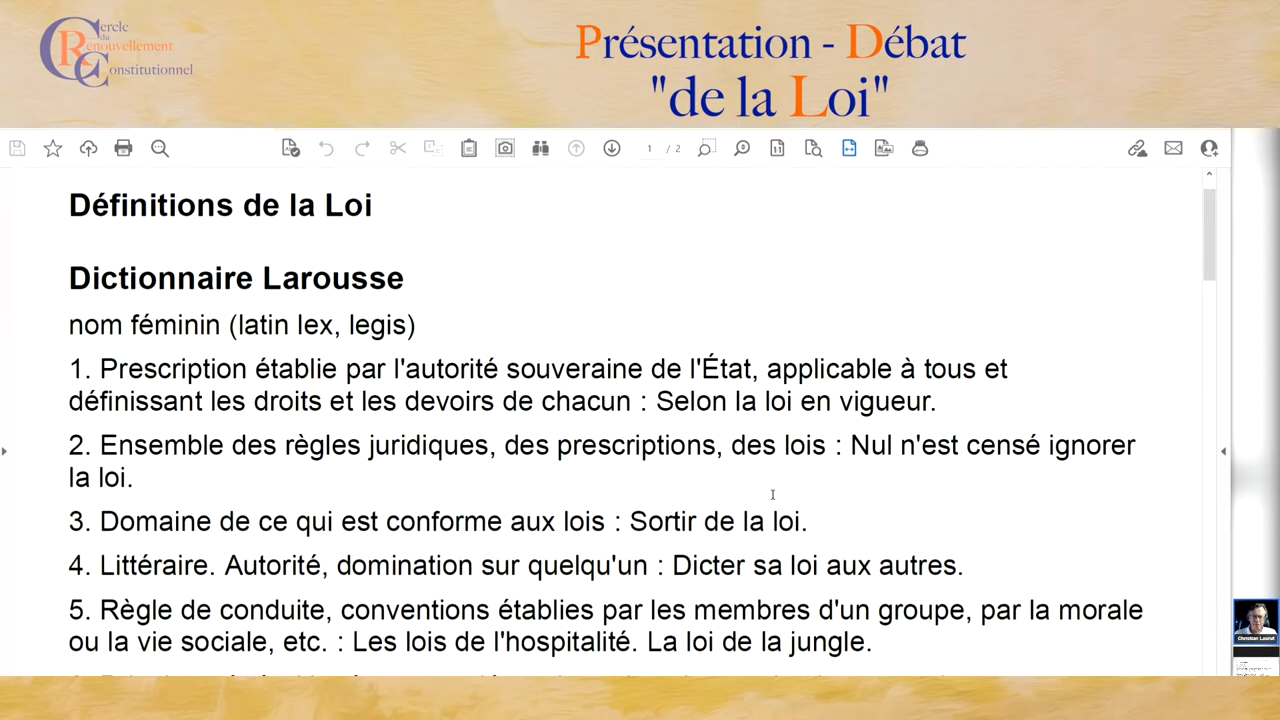 Cercle
du
Renouvellement
Constitutionnel
Présentation - Débat
"de la Loi"
1 / 2
Définitions de la Loi
Dictionnaire Larousse
nom féminin (latin lex, legis)
1. Prescription établie par l'autorité souveraine de l'État, applicable à tous et
définissant les droits et les devoirs de chacun : Selon la loi en vigueur.
2. Ensemble des règles juridiques, des prescriptions, des lois : Nul n'est censé ignorer
la loi.
3. Domaine de ce qui est conforme aux lois : Sortir de la loi.
4. Littéraire. Autorité, domination sur quelqu'un : Dicter sa loi aux autres.
5. Règle de conduite, conventions établies par les membres d'un groupe, par la morale
ou la vie sociale, etc. : Les lois de l'hospitalité. La loi de la jungle.
Christian Laurut